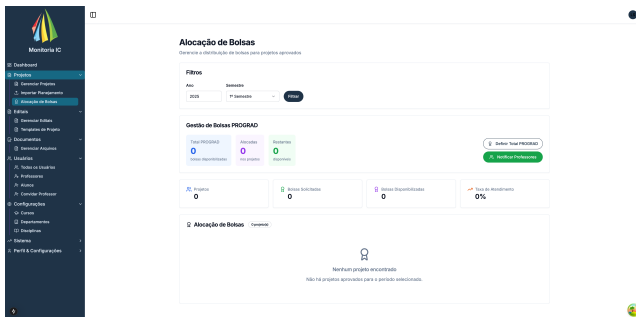 Monitoria IC
Dashboard
Projetos
Gerenciar Projetos
Importar Planejamento
Alocação de Bolsas
Editais
Gerenciar Editais
Templates de Projeto
Documentos
Gerenciar Arquivos
Usuários
Todos os Usuários
Professores
Alunos
Convidar Professor
Configurações
Cursos
Departamentos
Disciplinas
Sistema
Perfil & Configurações
Alocação de Bolsas
Gerencie a distribuição de bolsas para projetos aprovados
Filtros
Ano Semestre
2025 1º Semestre Filtrar
Gestão de Bolsas PROGRAD
Total PROGRAD Alocadas Restantes
0 0 0
bolsas disponibilizadas nos projetos disponíveis
Definir Total PROGRAD
Notificar Professores
Projetos Bolsas Solicitadas Bolsas Disponibilizadas Taxa de Atendimento
0 0 0 0%
Alocação de Bolsas 0 projeto(s)
Nenhum projeto encontrado
Não há projetos aprovados para o período selecionado.